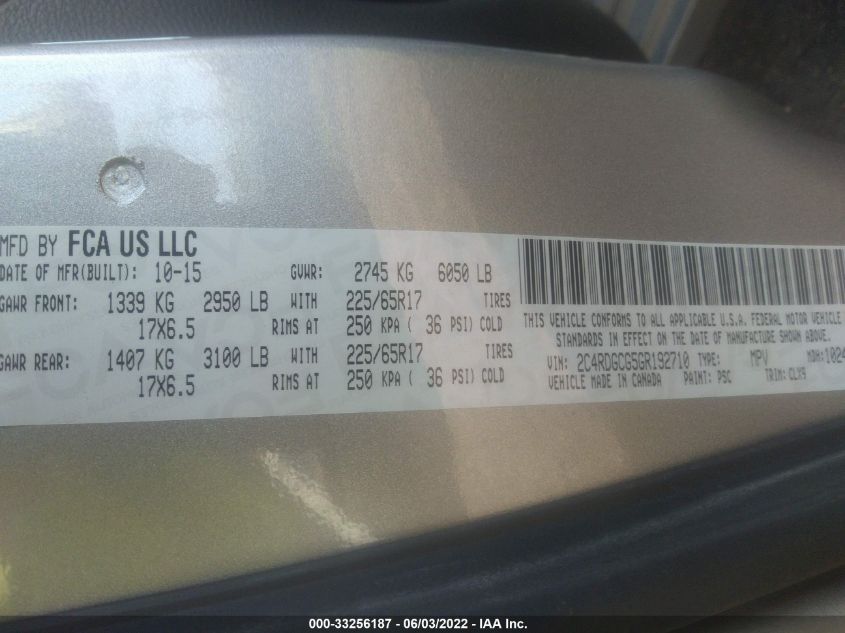 MFD BY FCA US LLC
DATE OF MFR(BUILT): 10-15 GVWR: 2745 KG 6050 LB
GAWR FRONT: 1339 KG 2950 LB WITH 225/65R17 TIRES
17X6.5 RIMS AT 250 KPA ( 36 PSI) COLD
GAWR REAR: 1407 KG 3100 LB WITH 225/65R17 TIRES
17X6.5 RIMS AT 250 KPA ( 36 PSI) COLD
THIS VEHICLE CONFORMS TO ALL APPLICABLE U.S.A. FEDERAL MOTOR VEHICLE
STANDARDS IN EFFECT ON THE DATE OF MANUFACTURE SHOWN ABOVE.
VIN: 2C4RDGCG5GR192710 TYPE: MPV MDH: 1024
VEHICLE MADE IN CANADA PAINT: PSC TRIM: CLX9
000-33256187 - 06/03/2022 - IAA Inc.